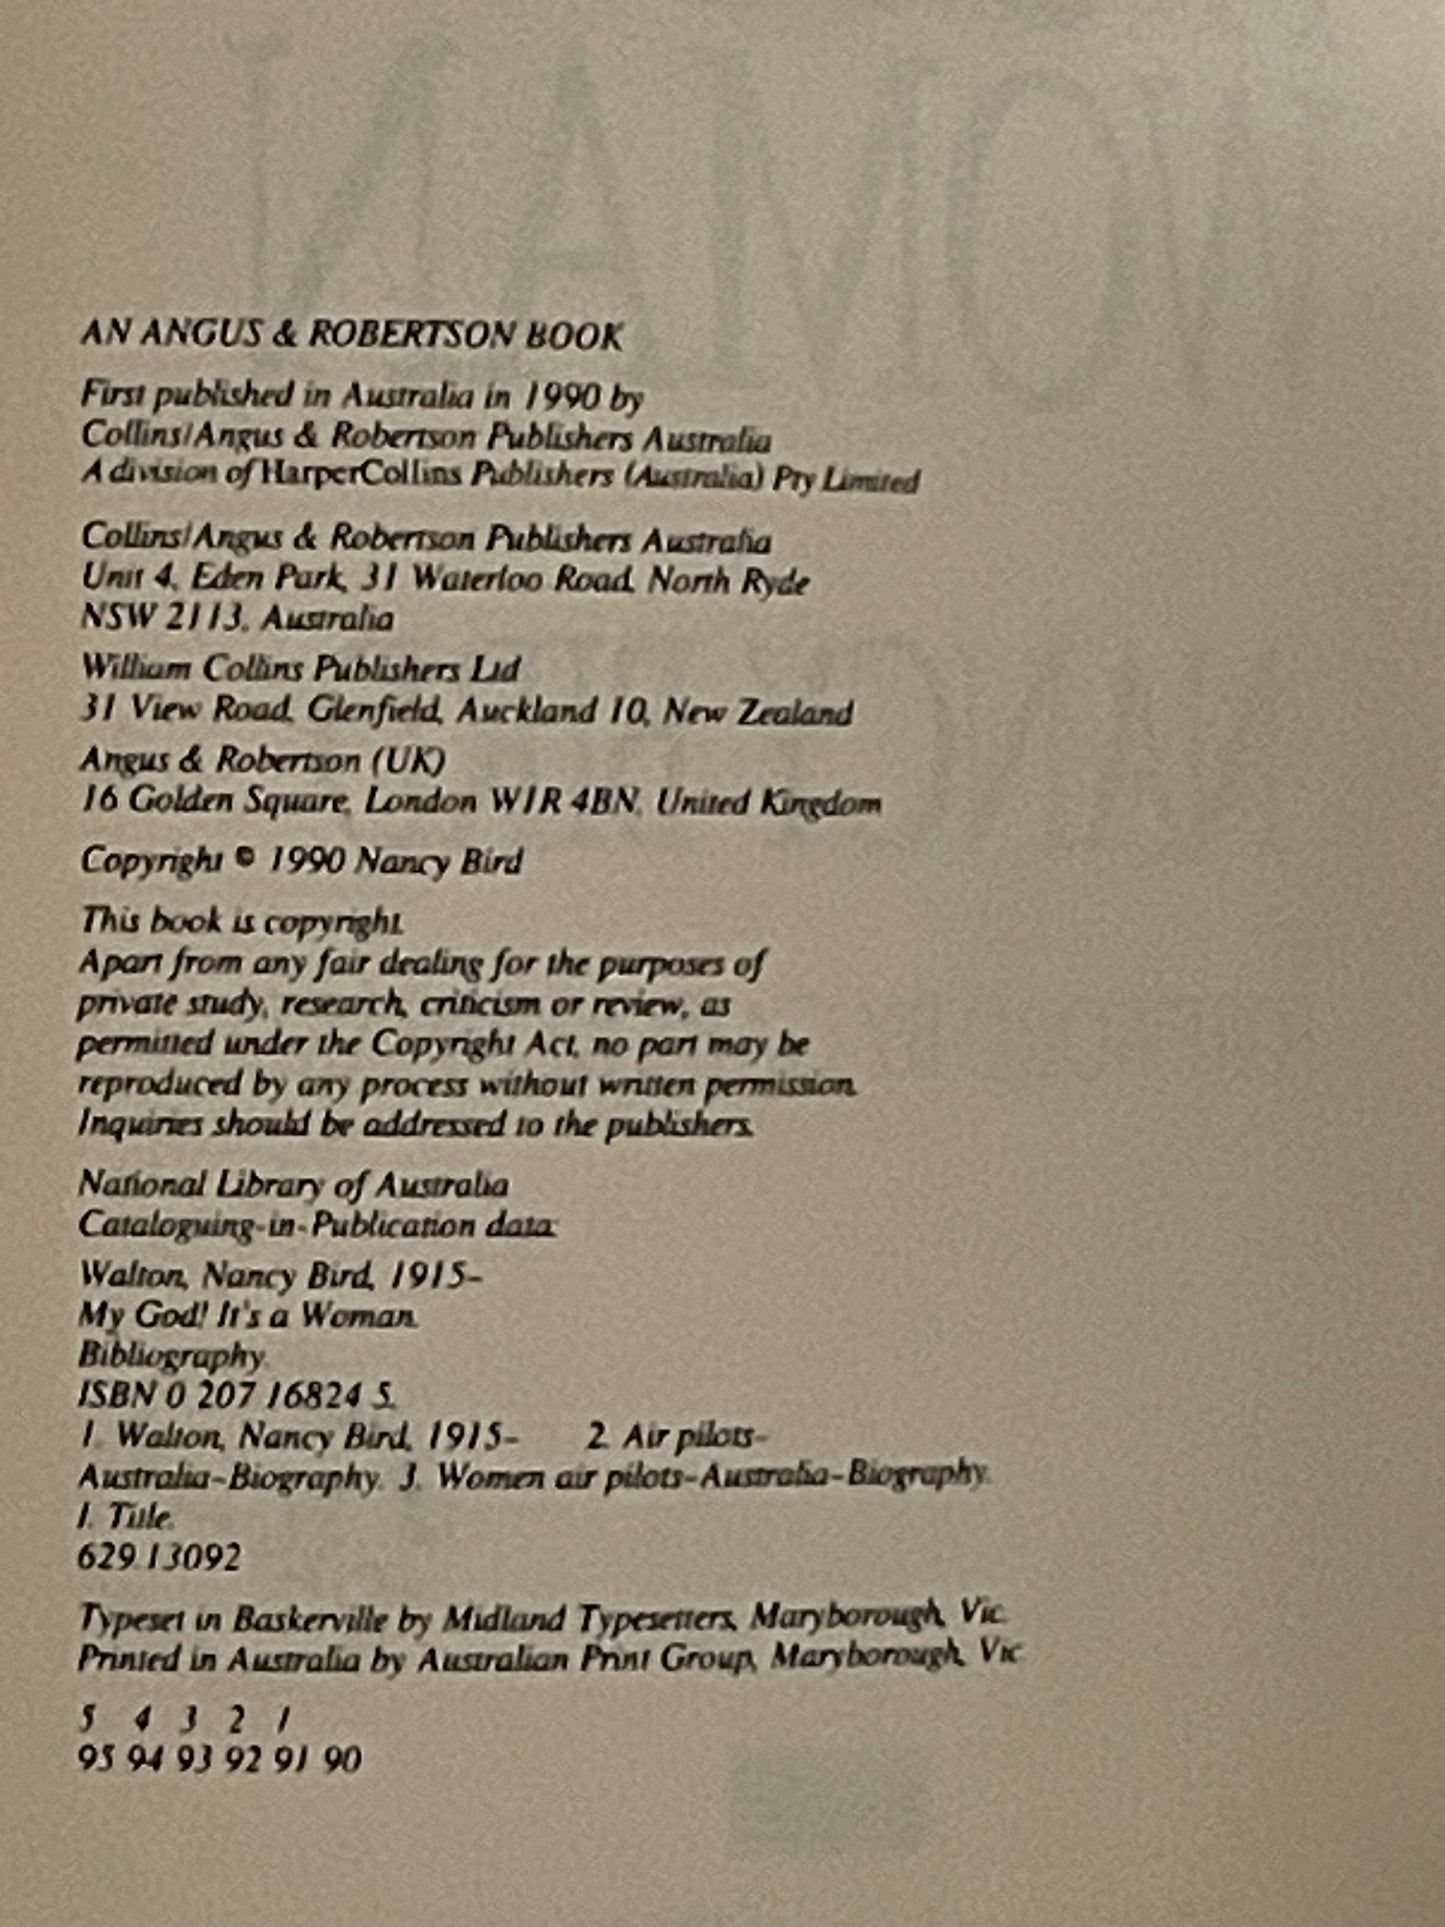 AN ANGUS & ROBERTSON BOOK
First published in Australia in 1990 by
Collins/Angus & Robertson Publishers Australia
A division of HarperCollins Publishers (Australia) Pty Limited
Collins/Angus & Robertson Publishers Australia
Unit 4, Eden Park, 31 Waterloo Road, North Ryde
NSW 2113, Australia
William Collins Publishers Ltd
31 View Road, Glenfield, Auckland 10, New Zealand
Angus & Robertson (UK)
16 Golden Square, London W1R 4BN, United Kingdom
Copyright © 1990 Nancy Bird
This book is copyright.
Apart from any fair dealing for the purposes of
private study, research, criticism or review, as
permitted under the Copyright Act, no part may be
reproduced by any process without written permission.
Inquiries should be addressed to the publishers.
National Library of Australia
Cataloguing-in-Publication data:
Walton, Nancy Bird, 1915–
My God! It's a Woman.
Bibliography.
ISBN 0 207 16824 5.
1. Walton, Nancy Bird, 1915– 2. Air pilots–
Australia–Biography. 3. Women air pilots–Australia–Biography.
I. Title.
629.13092
Typeset in Baskerville by Midland Typesetters, Maryborough, Vic.
Printed in Australia by Australian Print Group, Maryborough, Vic.
5 4 3 2 1
95 94 93 92 91 90